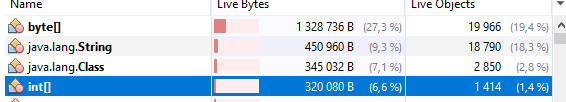 Name Live Bytes Live Objects
byte[] 1 328 736 B (27,3 %) 19 966 (19,4 %)
java.lang.String 450 960 B (9,3 %) 18 790 (18,3 %)
java.lang.Class 345 032 B (7,1 %) 2 850 (2,8 %)
int[] 320 080 B (6,6 %) 1 414 (1,4 %)